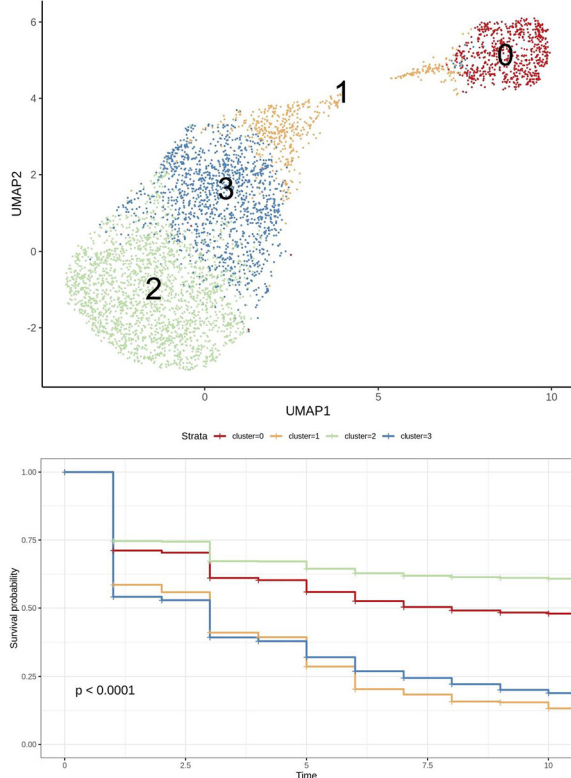 6
0
1
4
3
2
UMAP2
0
2
-2
0
5
10
UMAP1
Strata cluster=0 cluster=1 cluster=2 cluster=3
1.00
0.75
Survival probability
0.50
0.25
p < 0.0001
0.00
0 2.5 5 7.5 10
Time